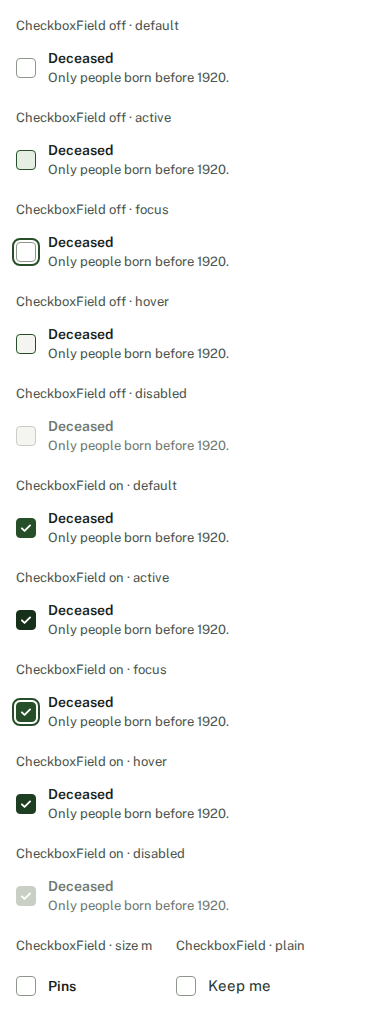 CheckboxField off · default
Deceased
Only people born before 1920.
CheckboxField off · active
Deceased
Only people born before 1920.
CheckboxField off · focus
Deceased
Only people born before 1920.
CheckboxField off · hover
Deceased
Only people born before 1920.
CheckboxField off · disabled
Deceased
Only people born before 1920.
CheckboxField on · default
Deceased
Only people born before 1920.
CheckboxField on · active
Deceased
Only people born before 1920.
CheckboxField on · focus
Deceased
Only people born before 1920.
CheckboxField on · hover
Deceased
Only people born before 1920.
CheckboxField on · disabled
Deceased
Only people born before 1920.
CheckboxField · size m
Pins
CheckboxField · plain
Keep me